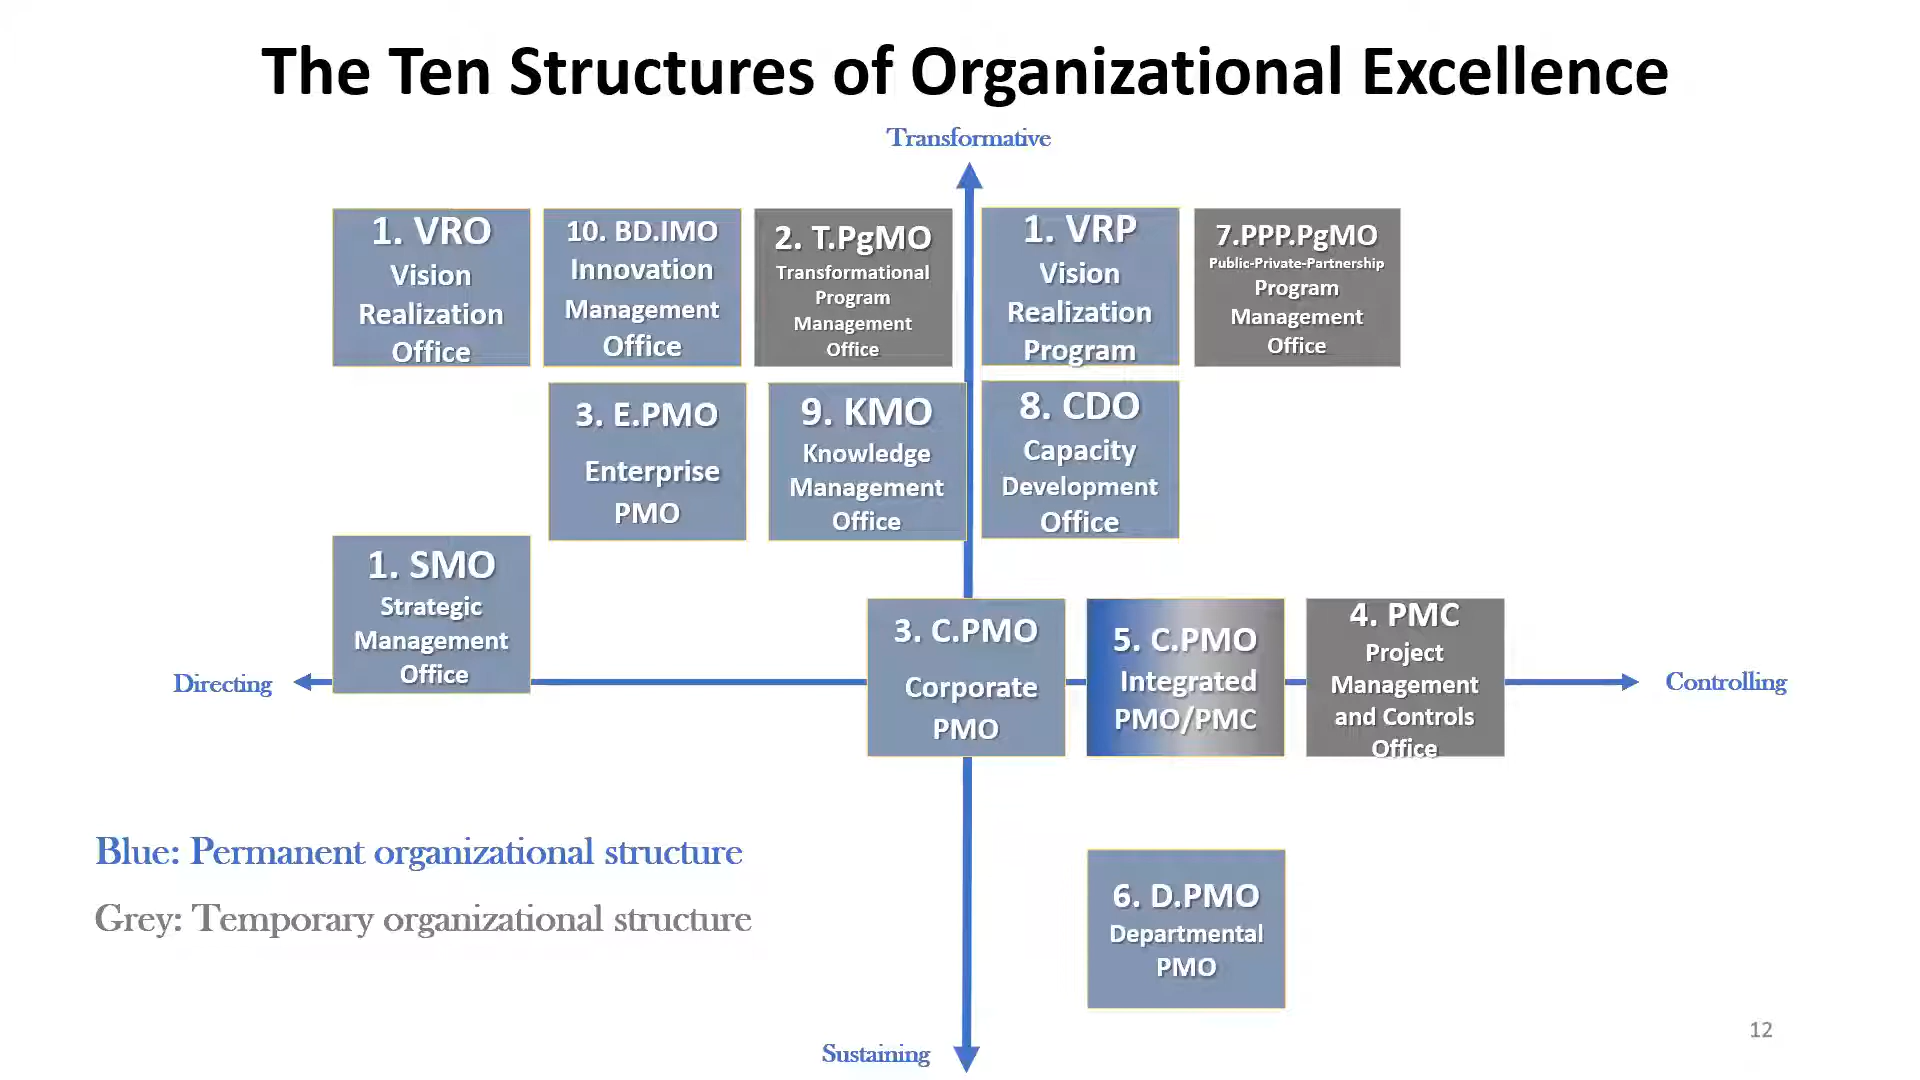 The Ten Structures of Organizational Excellence
Transformative
1. VRO
Vision
Realization
Office
10. BD.IMO
Innovation
Management
Office
2. T.PgMO
Transformational
Program
Management
Office
1. VRP
Vision
Realization
Program
7.PPP.PgMO
Public-Private-Partnership
Program
Management
Office
3. E.PMO
Enterprise
PMO
9. KMO
Knowledge
Management
Office
8. CDO
Capacity
Development
Office
1. SMO
Strategic
Management
Office
3. C.PMO
Corporate
PMO
5. C.PMO
Integrated
PMO/PMC
4. PMC
Project
Management
and Controls
Office
Directing
Controlling
Blue: Permanent organizational structure
Grey: Temporary organizational structure
6. D.PMO
Departmental
PMO
Sustaining
12